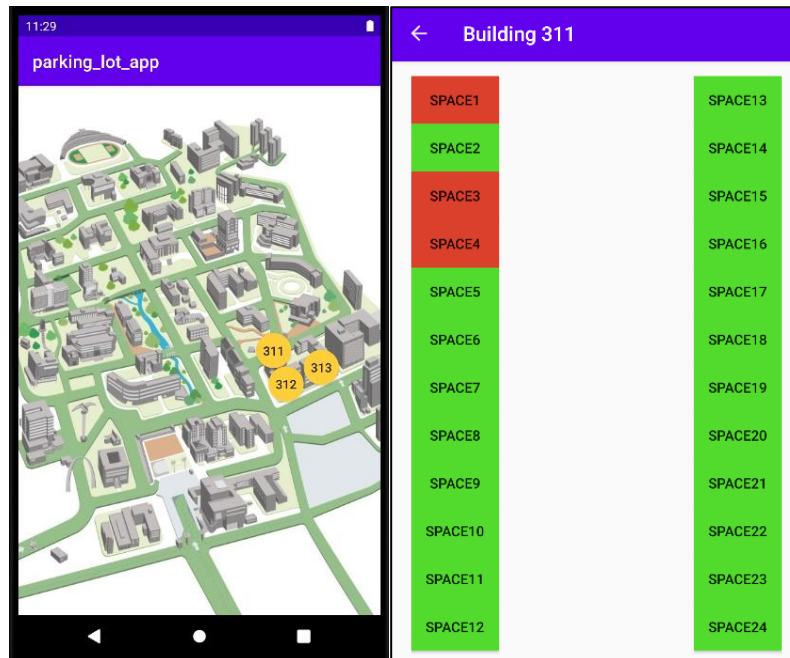 11:29
parking_lot_app
311
313
312
Building 311
SPACE1
SPACE2
SPACE3
SPACE4
SPACE5
SPACE6
SPACE7
SPACE8
SPACE9
SPACE10
SPACE11
SPACE12
SPACE13
SPACE14
SPACE15
SPACE16
SPACE17
SPACE18
SPACE19
SPACE20
SPACE21
SPACE22
SPACE23
SPACE24